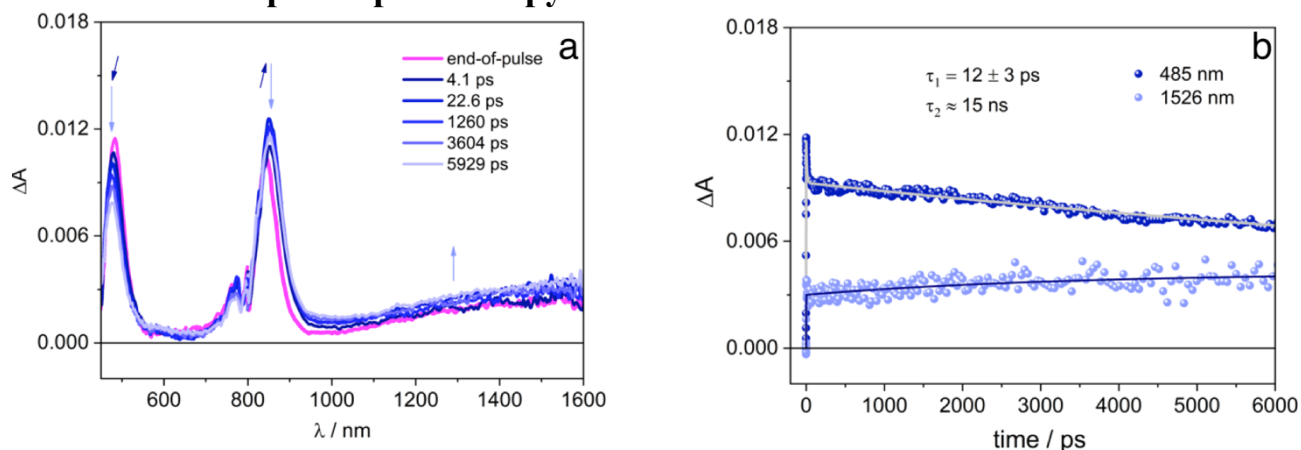 a
end-of-pulse
4.1 ps
22.6 ps
1260 ps
3604 ps
5929 ps
0.018
0.012
0.006
0.000
ΔA
600 800 1000 1200 1400 1600
λ / nm
b
τ1 = 12 ± 3 ps
τ2 ≈ 15 ns
485 nm
1526 nm
0.018
0.012
0.006
0.000
ΔA
0 1000 2000 3000 4000 5000 6000
time / ps